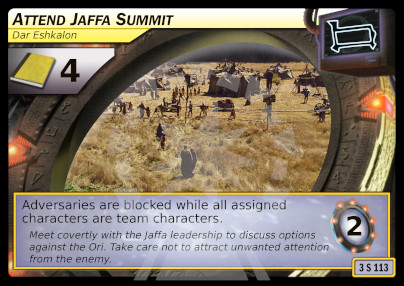 ATTEND JAFFA SUMMIT
Dar Eshkalon
4
Adversaries are blocked while all assigned
characters are team characters.
Meet covertly with the Jaffa leadership to discuss options
against the Ori. Take care not to attract unwanted attention
from the enemy.
2
3 S 113